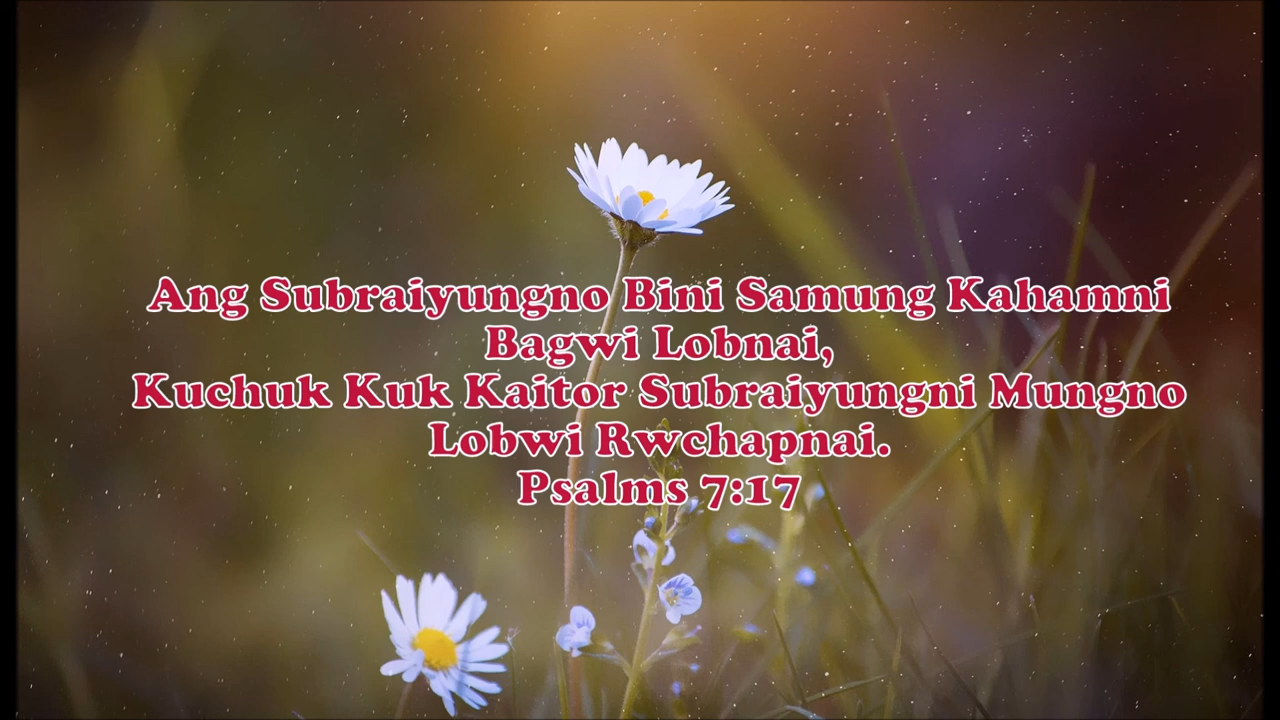 Ang Subraiyungno Bini Samung Kahamni
Bagwi Lobnai,
Kuchuk Kuk Kaitor Subraiyungni Mungno
Lobwi Rwchapnai.
Psalms 7:17